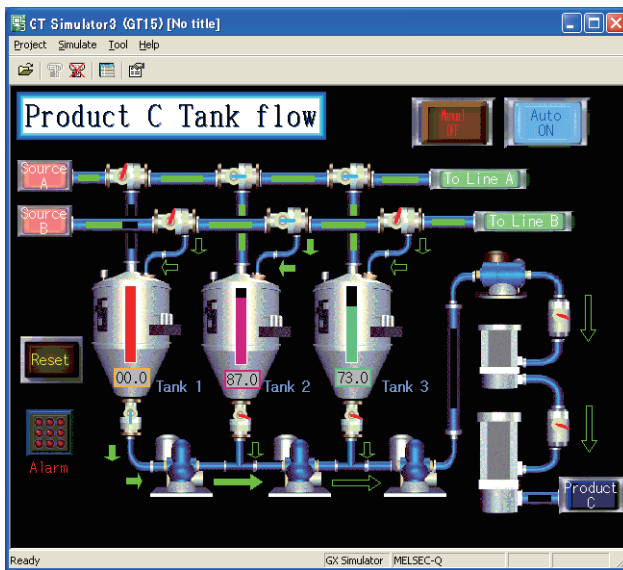 CT Simulator3 (GT15) [No title]
Project Simulate Tool Help
Product C Tank flow
Manual
OFF
Auto
ON
Source
A
To Line A
Source
B
To Line B
Reset
00.0
Tank 1
87.0
Tank 2
73.0
Tank 3
Alarm
Product
C
Ready
GX Simulator
MELSEC-Q